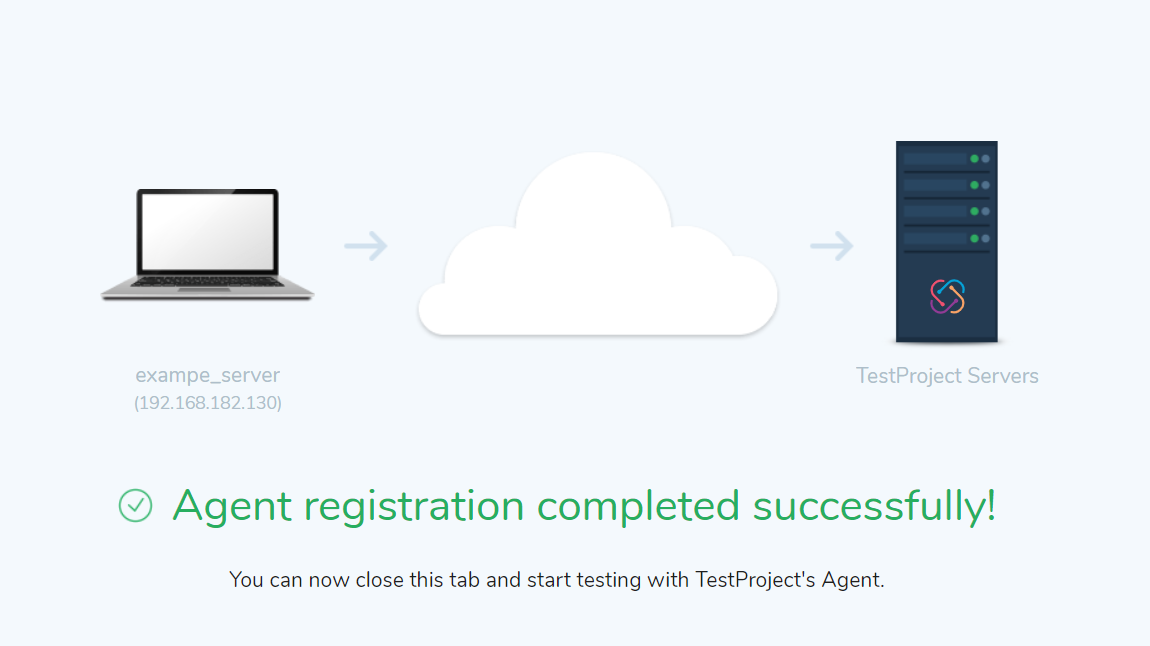 exampe_server
(192.168.182.130)
TestProject Servers
Agent registration completed successfully!
You can now close this tab and start testing with TestProject's Agent.